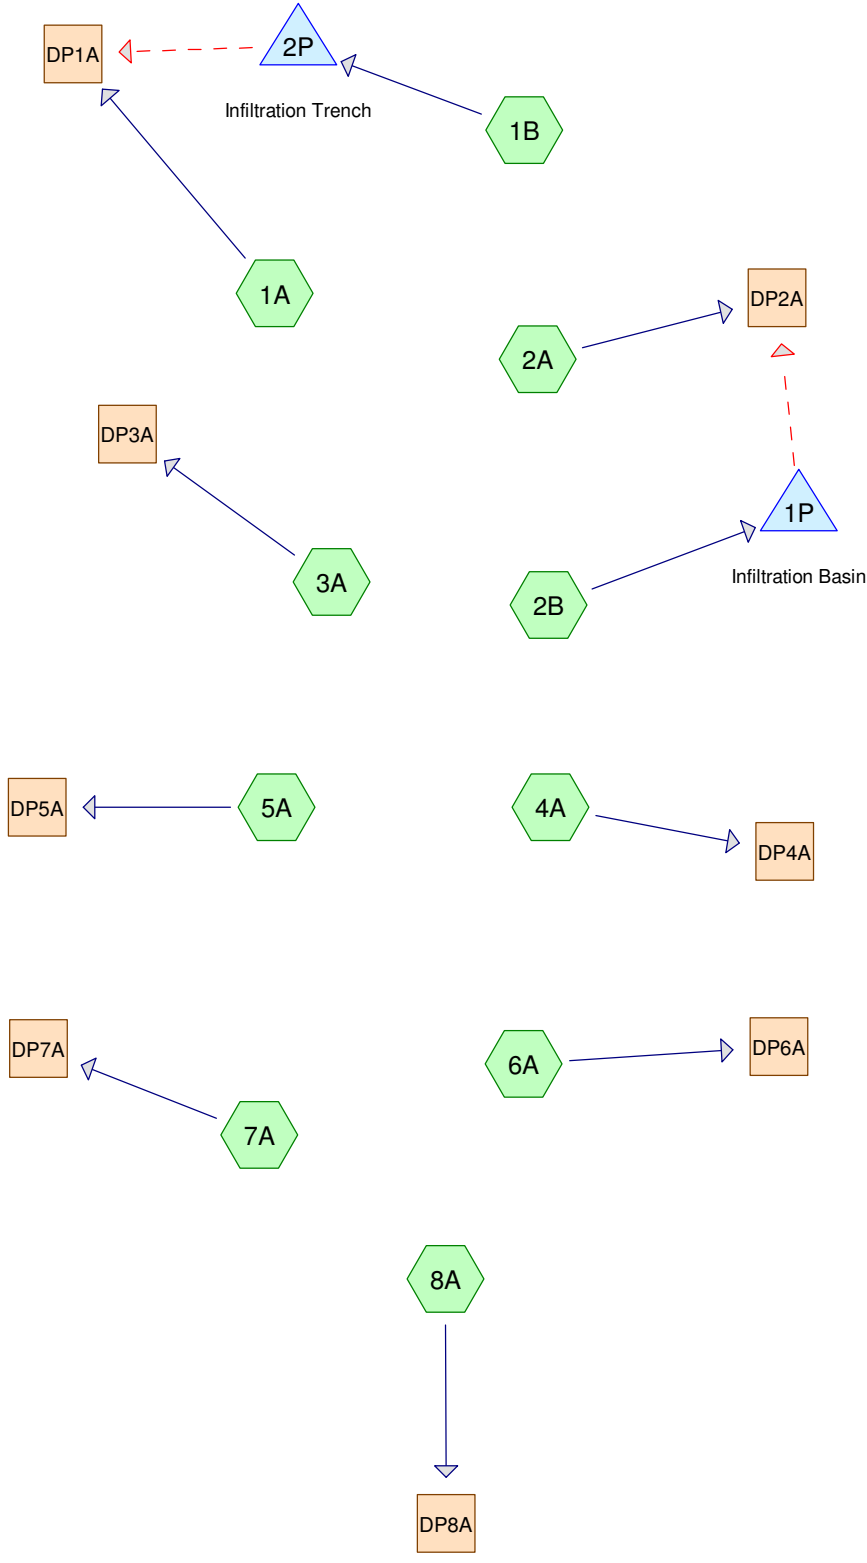 DP1A
2P
Infiltration Trench
1B
1A
DP2A
2A
DP3A
1P
Infiltration Basin
3A
2B
DP5A
5A
4A
DP4A
DP7A
6A
DP6A
7A
8A
DP8A